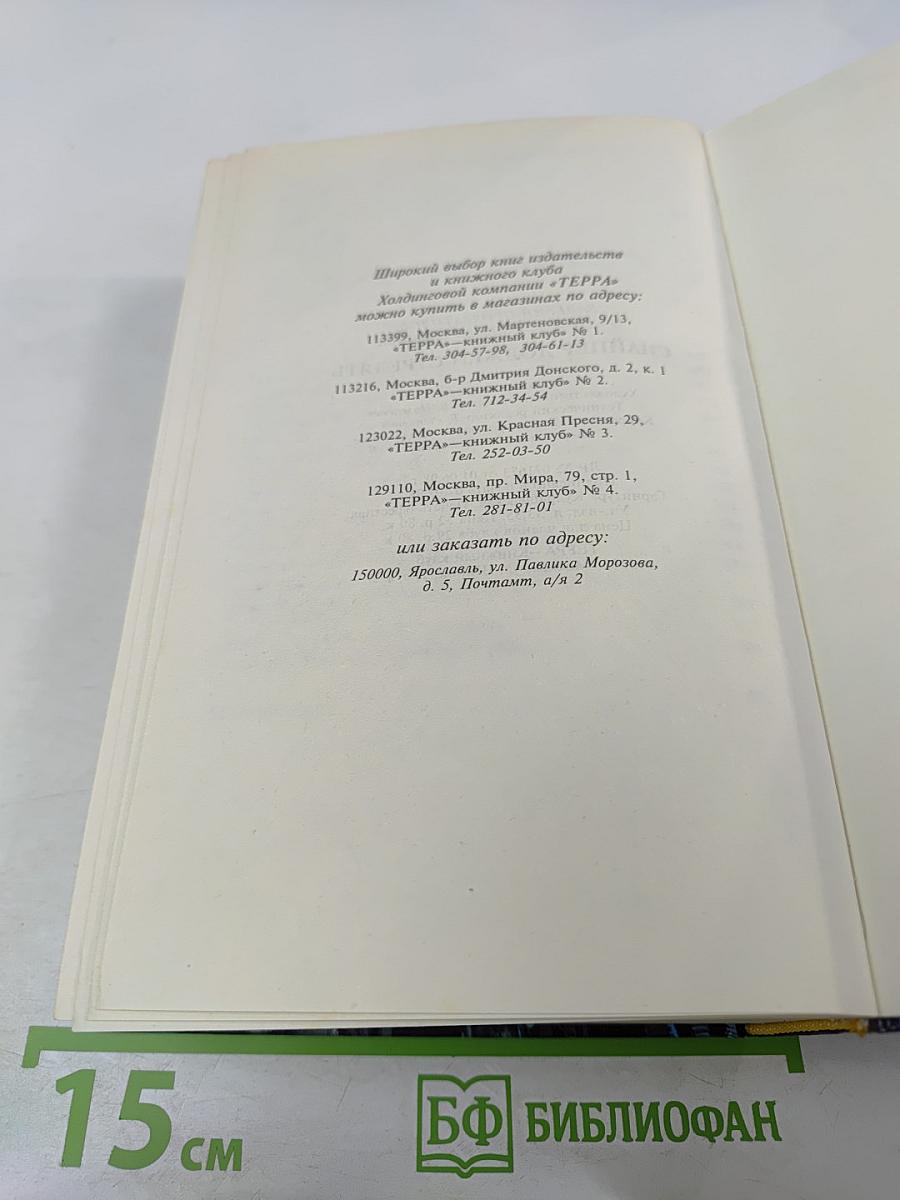 Широкий выбор книг издательств
и книжного клуба
Холдинговой компании «ТЕРРА»
можно купить в магазинах по адресу:
113399, Москва, ул. Мартеновская, 9/13,
«ТЕРРА»—книжный клуб» № 1.
Тел. 304-57-98, 304-61-13
113216, Москва, б-р Дмитрия Донского, д. 2, к. 1
«ТЕРРА»—книжный клуб» № 2.
Тел. 712-34-54
123022, Москва, ул. Красная Пресня, 29,
«ТЕРРА»—книжный клуб» № 3.
Тел. 252-03-50
129110, Москва, пр. Мира, 79, стр. 1,
«ТЕРРА»—книжный клуб» № 4.
Тел. 281-81-01
или заказать по адресу:
150000, Ярославль, ул. Павлика Морозова,
д. 5, Почтамт, а/я 2
15 см
БФ БИБЛИОФАН